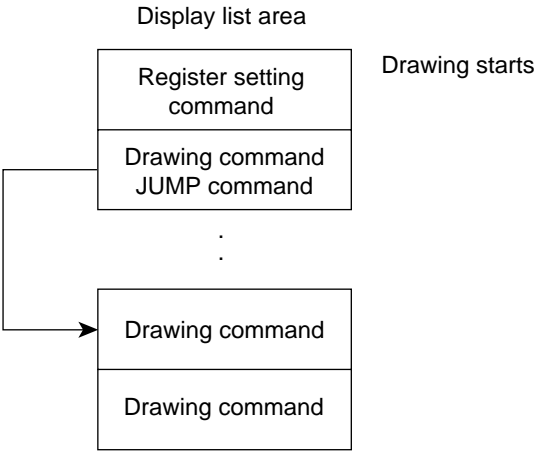 Display list area
Drawing starts
Register setting
command
Drawing command
JUMP command
.
.
Drawing command
Drawing command